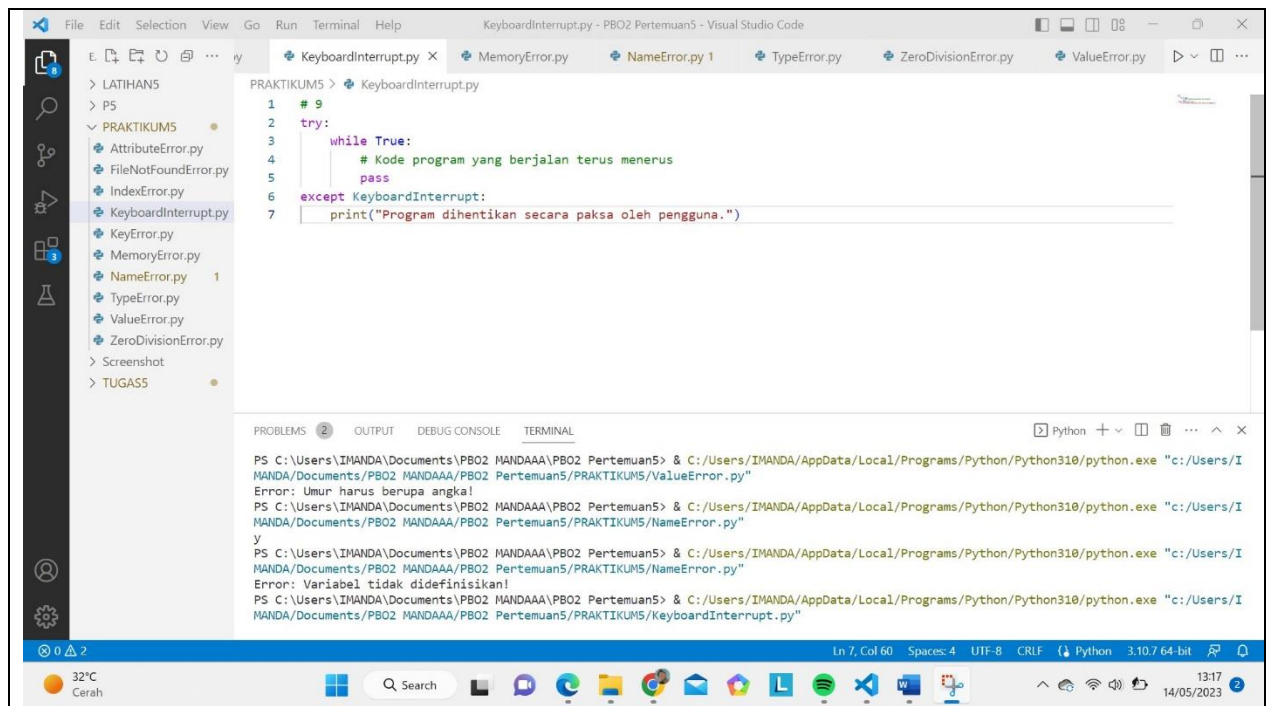 File Edit Selection View Go Run Terminal Help
KeyboardInterrupt.py - PBO2 Pertemuan5 - Visual Studio Code
KeyboardInterrupt.py
MemoryError.py
NameError.py 1
TypeError.py
ZeroDivisionError.py
ValueError.py
LATIHAN5
P5
PRAKTIKUM5
AttributeError.py
FileNotFoundError.py
IndexError.py
KeyboardInterrupt.py
KeyError.py
MemoryError.py
NameError.py 1
TypeError.py
ValueError.py
ZeroDivisionError.py
Screenshot
TUGAS5
PRAKTIKUM5 > KeyboardInterrupt.py
1 # 9
2 try:
3 while True:
4 # Kode program yang berjalan terus menerus
5 pass
6 except KeyboardInterrupt:
7 print("Program dihentikan secara paksa oleh pengguna.")
PROBLEMS 2 OUTPUT DEBUG CONSOLE TERMINAL
Python
PS C:\Users\IMANDA\Documents\PBO2 MANDAAA\PBO2 Pertemuan5> & C:/Users/IMANDA/AppData/Local/Programs/Python/Python310/python.exe "c:/Users/I
MANDA/Documents/PBO2 MANDAAA/PBO2 Pertemuan5/PRAKTIKUM5/ValueError.py"
Error: Umur harus berupa angka!
PS C:\Users\IMANDA\Documents\PBO2 MANDAAA\PBO2 Pertemuan5> & C:/Users/IMANDA/AppData/Local/Programs/Python/Python310/python.exe "c:/Users/I
MANDA/Documents/PBO2 MANDAAA/PBO2 Pertemuan5/PRAKTIKUM5/NameError.py"
y
PS C:\Users\IMANDA\Documents\PBO2 MANDAAA\PBO2 Pertemuan5> & C:/Users/IMANDA/AppData/Local/Programs/Python/Python310/python.exe "c:/Users/I
MANDA/Documents/PBO2 MANDAAA/PBO2 Pertemuan5/PRAKTIKUM5/NameError.py"
Error: Variabel tidak didefinisikan!
PS C:\Users\IMANDA\Documents\PBO2 MANDAAA\PBO2 Pertemuan5> & C:/Users/IMANDA/AppData/Local/Programs/Python/Python310/python.exe "c:/Users/I
MANDA/Documents/PBO2 MANDAAA/PBO2 Pertemuan5/PRAKTIKUM5/KeyboardInterrupt.py"
0 2
Ln 7, Col 60 Spaces: 4 UTF-8 CRLF Python 3.10.7 64-bit
32°C
Cerah
Search
13:17
14/05/2023
2